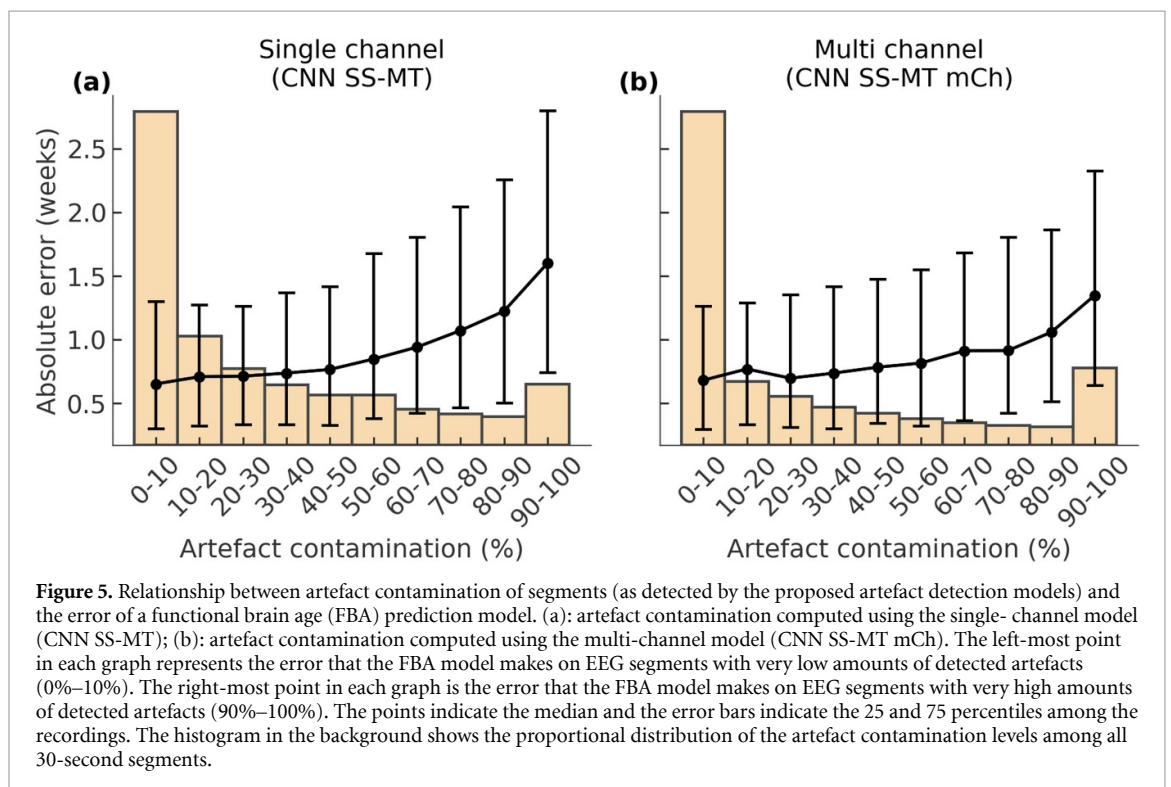 Single channel
(CNN SS-MT)
(a)
Multi channel
(CNN SS-MT mCh)
(b)
Absolute error (weeks)
2.5
2.0
1.5
1.0
0.5
0-10
10-20
20-30
30-40
40-50
50-60
60-70
70-80
80-90
90-100
0-10
10-20
20-30
30-40
40-50
50-60
60-70
70-80
80-90
90-100
Artefact contamination (%)
Artefact contamination (%)
Figure 5. Relationship between artefact contamination of segments (as detected by the proposed artefact detection models) and
the error of a functional brain age (FBA) prediction model. (a): artefact contamination computed using the single- channel model
(CNN SS-MT); (b): artefact contamination computed using the multi-channel model (CNN SS-MT mCh). The left-most point
in each graph represents the error that the FBA model makes on EEG segments with very low amounts of detected artefacts
(0%–10%). The right-most point in each graph is the error that the FBA model makes on EEG segments with very high amounts
of detected artefacts (90%–100%). The points indicate the median and the error bars indicate the 25 and 75 percentiles among the
recordings. The histogram in the background shows the proportional distribution of the artefact contamination levels among all
30-second segments.